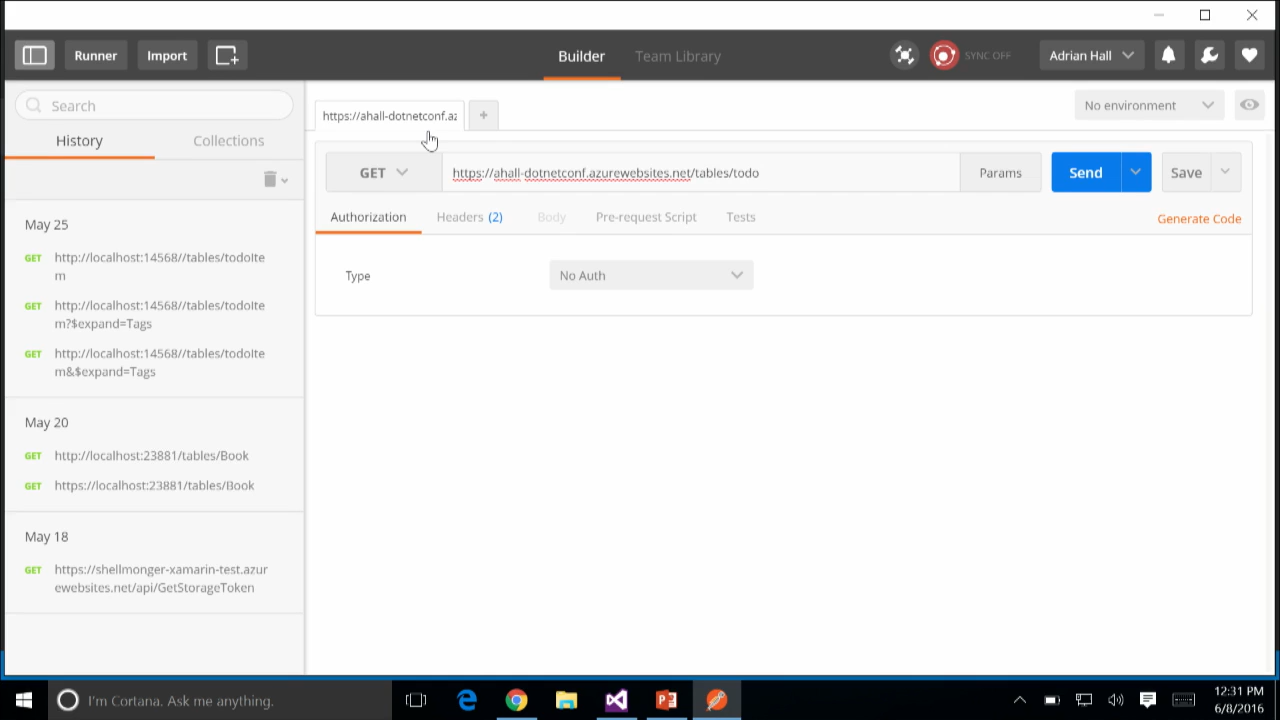 Runner
Import
Builder
Team Library
SYNC OFF
Adrian Hall
Search
History
Collections
May 25
GET http://localhost:14568//tables/todoIte
m
GET http://localhost:14568//tables/todoIte
m?$expand=Tags
GET http://localhost:14568//tables/todoIte
m&$expand=Tags
May 20
GET http://localhost:23881/tables/Book
GET https://localhost:23881/tables/Book
May 18
GET https://shellmonger-xamarin-test.azur
ewebsites.net/api/GetStorageToken
https://ahall-dotnetconf.az
+
No environment
GET
https://ahall-dotnetconf.azurewebsites.net/tables/todo
Params
Send
Save
Authorization
Headers (2)
Body
Pre-request Script
Tests
Generate Code
Type
No Auth
I'm Cortana. Ask me anything.
12:31 PM
6/8/2016